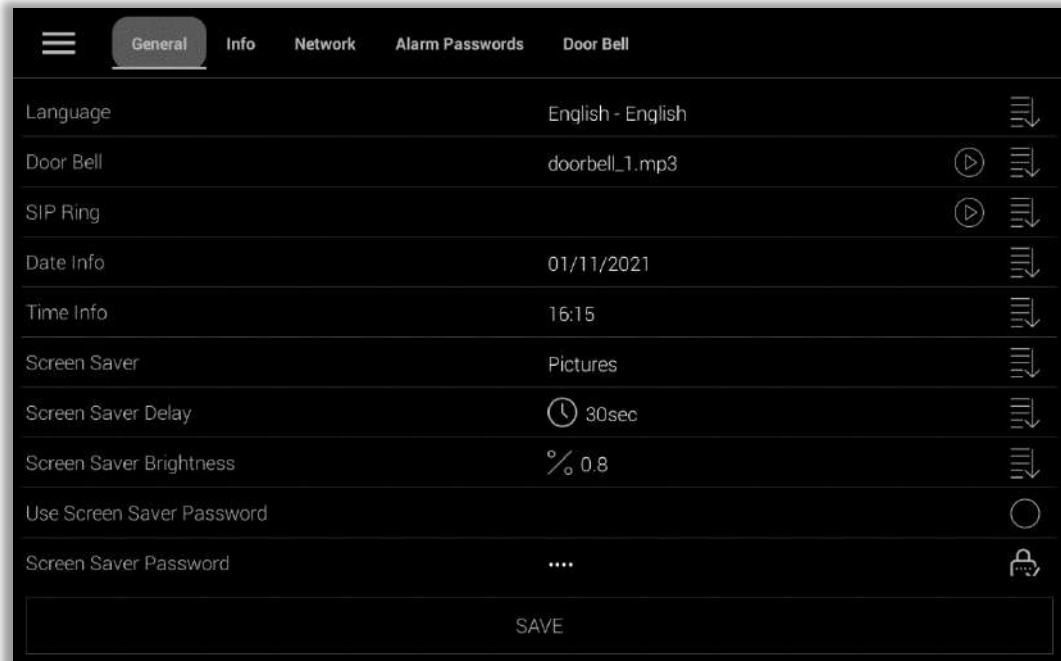 General Info Network Alarm Passwords Door Bell
Language English - English
Door Bell doorbell_1.mp3
SIP Ring
Date Info 01/11/2021
Time Info 16:15
Screen Saver Pictures
Screen Saver Delay 30sec
Screen Saver Brightness % 0.8
Use Screen Saver Password
Screen Saver Password ····
SAVE